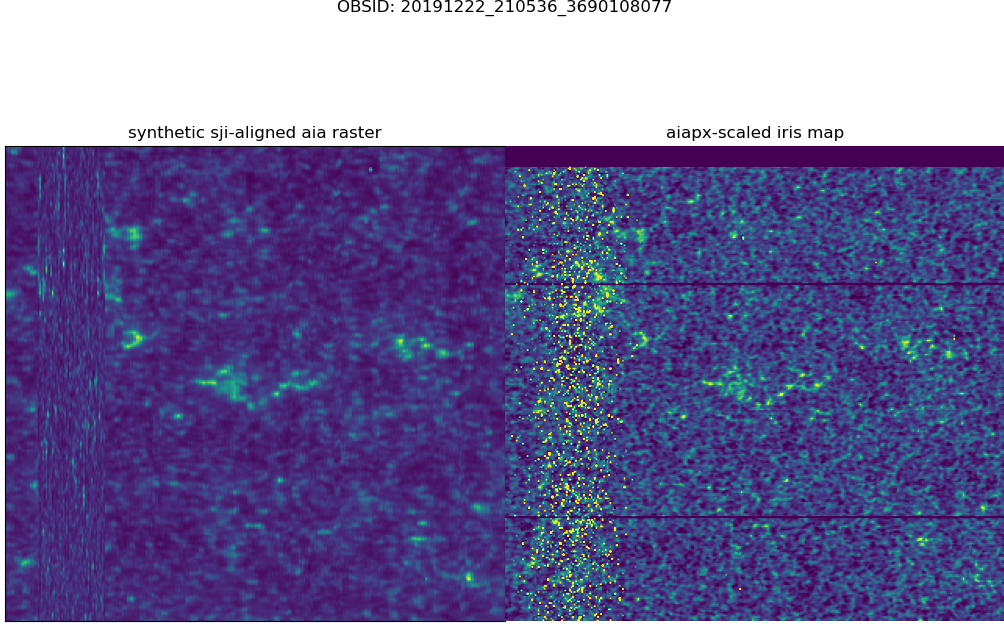 OBSID: 20191222_210536_3690108077
synthetic sji-aligned aia raster
aiapx-scaled iris map